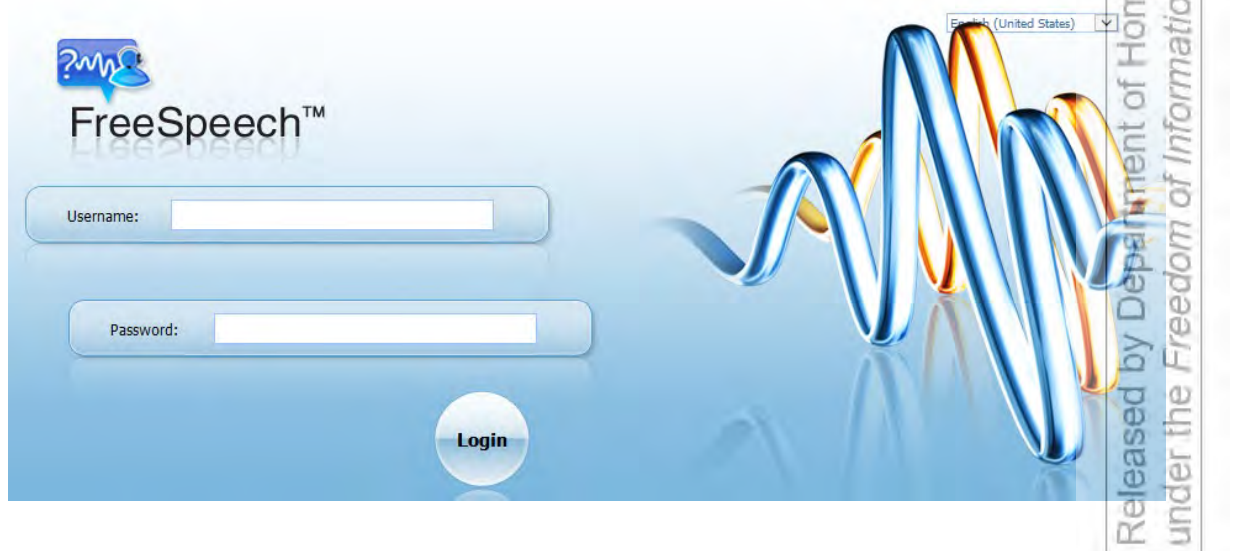 English (United States)
FreeSpeech™
Username:
Password:
Login
Released by Department of Hom
under the Freedom of Informatio